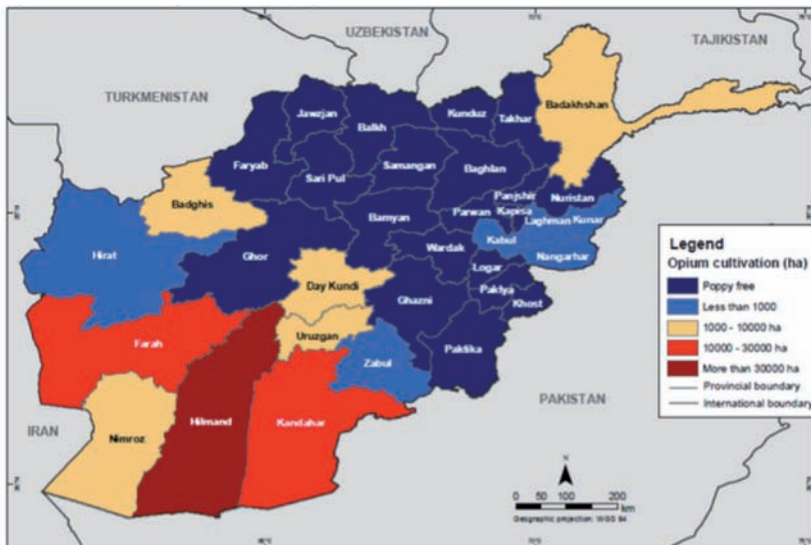 UZBEKISTAN
TAJIKISTAN
TURKMENISTAN
Jawzjan
Balkh
Kunduz
Takhar
Badakhshan
Faryab
Sari Pul
Samangan
Baghlan
Badghis
Panjshir
Nuristan
Bamyan
Parwan
Kapisa
Laghman
Kunar
Hirat
Ghor
Wardak
Kabul
Nangarhar
Logar
Day Kundi
Ghazni
Paktya
Khost
Farah
Uruzgan
Zabul
Paktika
Nimroz
Hilmand
Kandahar
IRAN
PAKISTAN
Legend
Opium cultivation (ha)
Poppy free
Less than 1000
1000 - 10000 ha
10000 - 30000 ha
More than 30000 ha
Provincial boundary
International boundary
N
0 50 100 200
km
Geographic projection: WGS 84